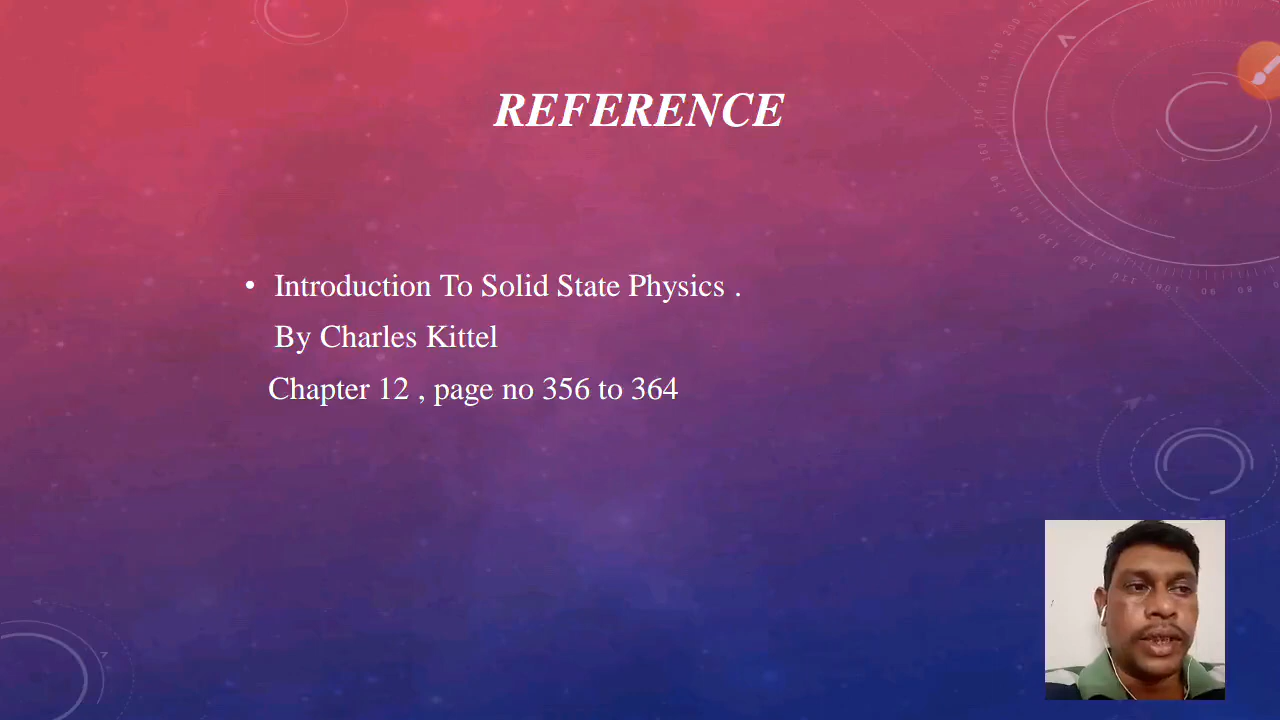 REFERENCE
• Introduction To Solid State Physics .
By Charles Kittel
Chapter 12 , page no 356 to 364